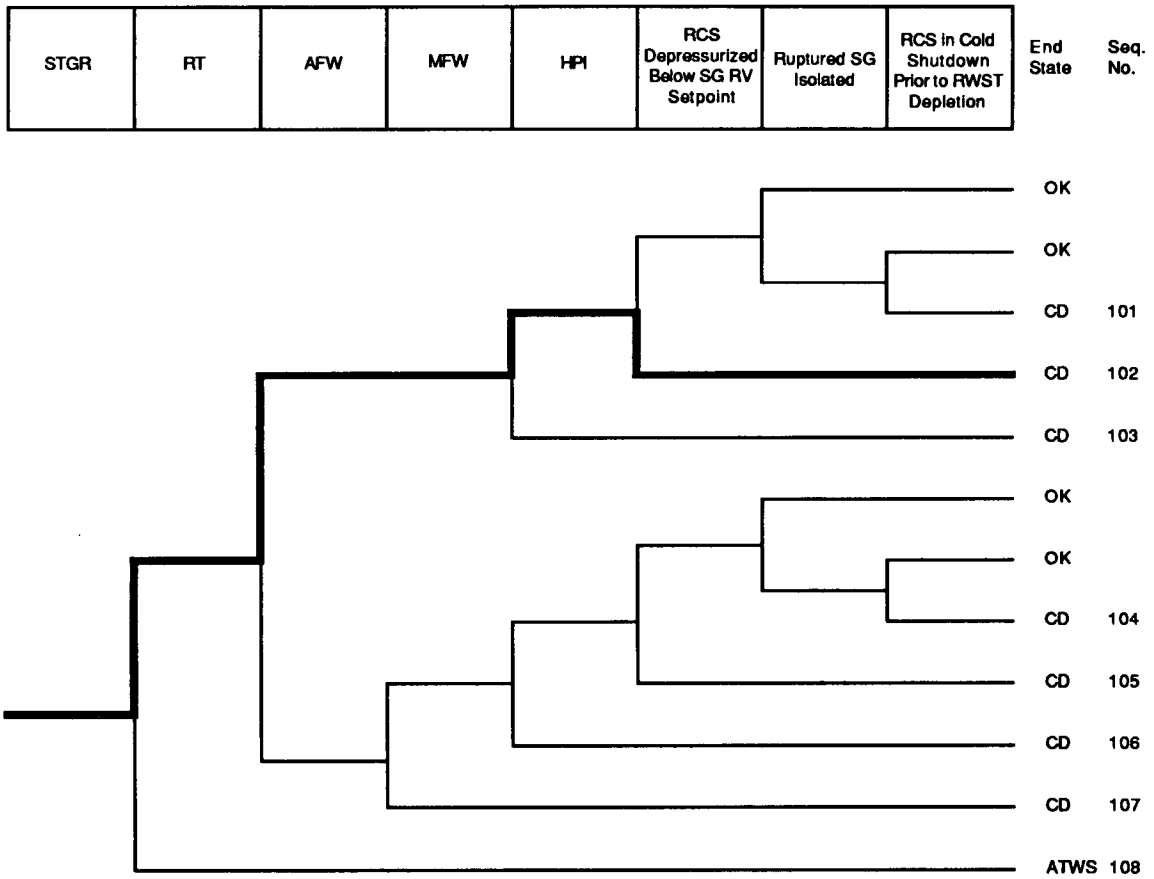 STGR
RT
AFW
MFW
HPI
RCS
Depressurized
Below SG RV
Setpoint
Ruptured SG
Isolated
RCS in Cold
Shutdown
Prior to RWST
Depletion
End
State
Seq.
No.
OK
OK
CD 101
CD 102
CD 103
OK
OK
CD 104
CD 105
CD 106
CD 107
ATWS 108